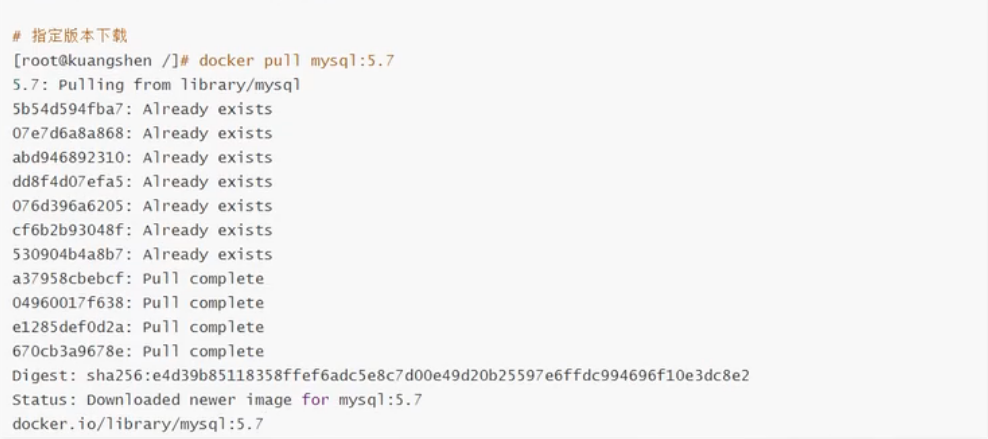 # 指定版本下载
[root@kuangshen /]# docker pull mysql:5.7
5.7: Pulling from library/mysql
5b54d594fba7: Already exists
07e7d6a8a868: Already exists
abd946892310: Already exists
dd8f4d07efa5: Already exists
076d396a6205: Already exists
cf6b2b93048f: Already exists
530904b4a8b7: Already exists
a37958cbebcf: Pull complete
04960017f638: Pull complete
e1285def0d2a: Pull complete
670cb3a9678e: Pull complete
Digest: sha256:e4d39b85118358ffef6adc5e8c7d00e49d20b25597e6ffdc994696f10e3dc8e2
Status: Downloaded newer image for mysql:5.7
docker.io/library/mysql:5.7